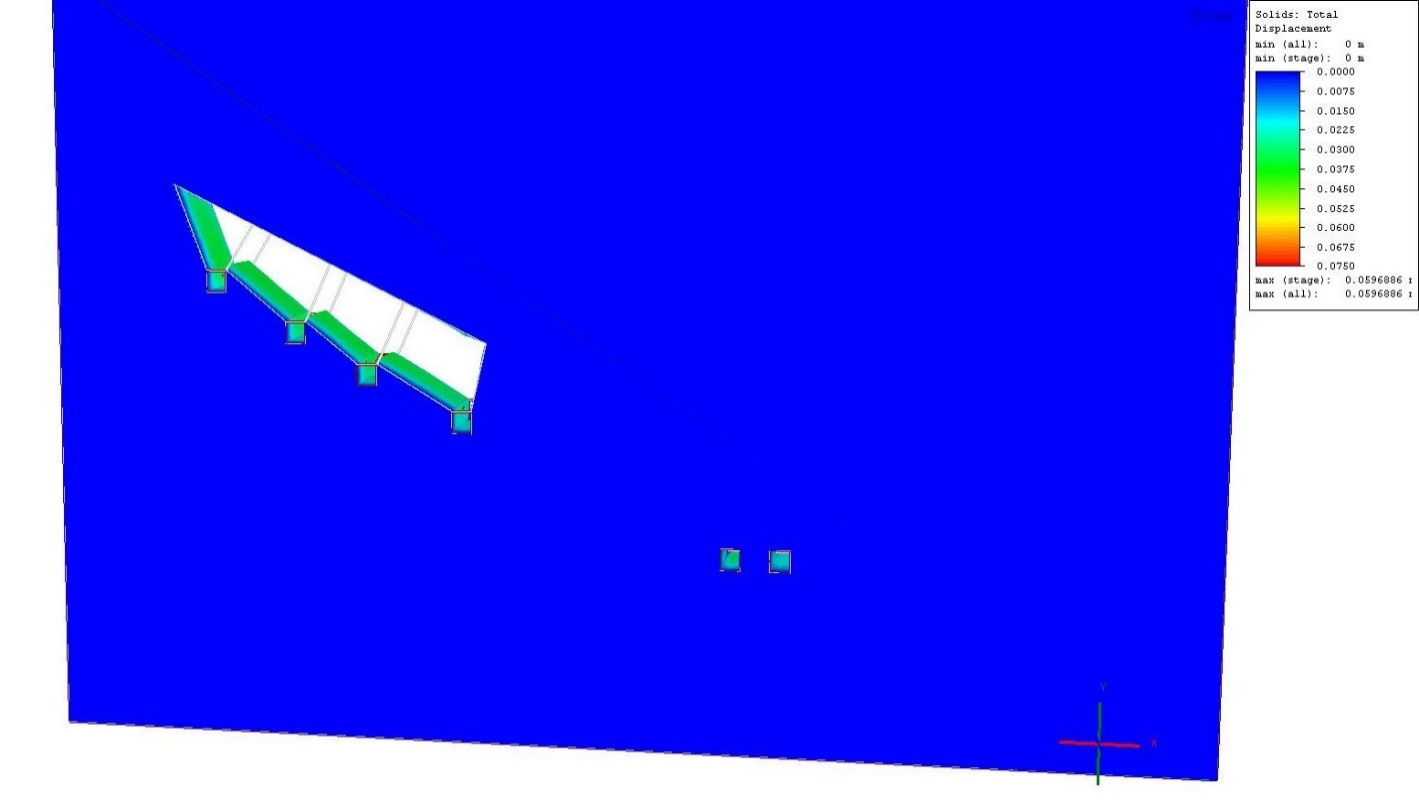 Solids: Total
Displacement
min (all): 0 m
min (stage): 0 m
0.0000
0.0075
0.0150
0.0225
0.0300
0.0375
0.0450
0.0525
0.0600
0.0675
0.0750
max (stage): 0.0596886
max (all): 0.0596886
Y
X